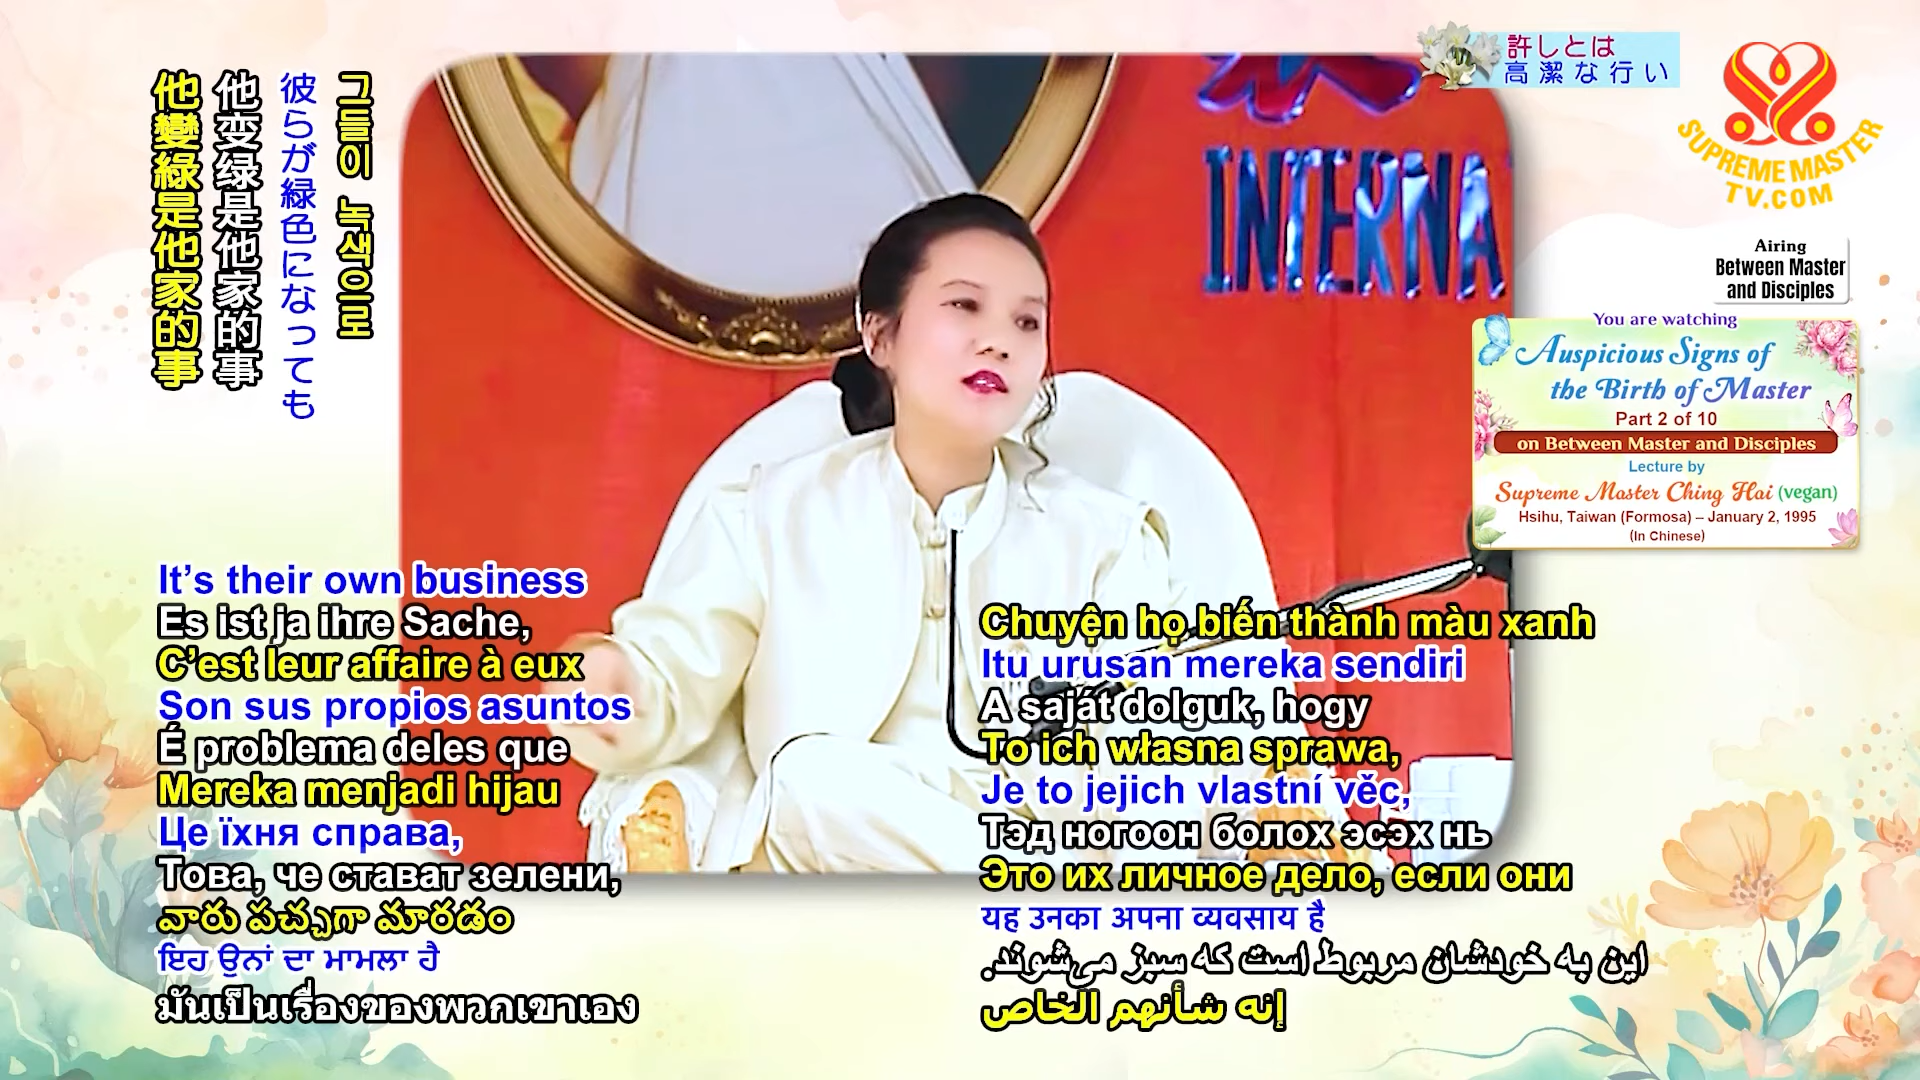 許しとは
高潔な行い
SUPREME MASTER
TV.COM
그들이 녹색으로
彼らが緑色になっても
他变绿是他家的事
他變綠是他家的事
INTERNA
Airing
Between Master
and Disciples
You are watching
Auspicious Signs of
the Birth of Master
Part 2 of 10
on Between Master and Disciples
Lecture by
Supreme Master Ching Hai (vegan)
Hsihu, Taiwan (Formosa) – January 2, 1995
(In Chinese)
It's their own business
Es ist ja ihre Sache,
C'est leur affaire à eux
Son sus propios asuntos
É problema deles que
Mereka menjadi hijau
Це їхня справа,
Това, че стават зелени,
వారు పచ్చగా మారడం
ਇਹ ਉਨਾਂ ਦਾ ਮਾਮਲਾ ਹੈ
มันเป็นเรื่องของพวกเขาเอง
Chuyện họ biến thành màu xanh
Itu urusan mereka sendiri
A saját dolguk, hogy
To ich własna sprawa,
Je to jejich vlastní věc,
Тэд ногоон болох эсэх нь
Это их личное дело, если они
यह उनका अपना व्यवसाय है
این به خودشان مربوط است که سبز می‌شوند.
إنه شأنهم الخاص